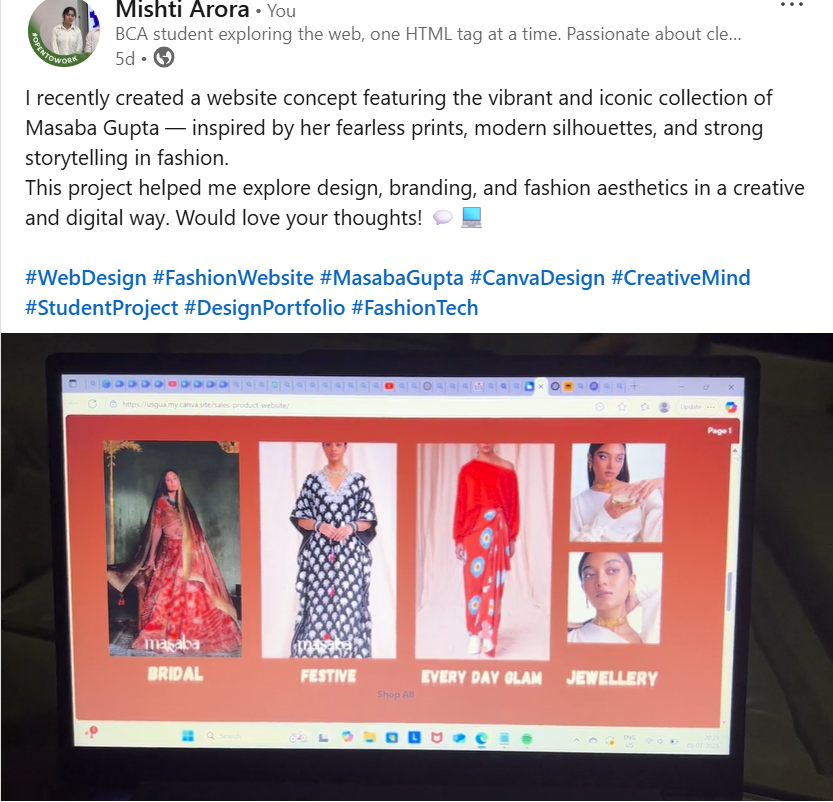 Mishti Arora • You
#OPENTOWORK
BCA student exploring the web, one HTML tag at a time. Passionate about cle...
5d •
I recently created a website concept featuring the vibrant and iconic collection of
Masaba Gupta — inspired by her fearless prints, modern silhouettes, and strong
storytelling in fashion.
This project helped me explore design, branding, and fashion aesthetics in a creative
and digital way. Would love your thoughts!
#WebDesign #FashionWebsite #MasabaGupta #CanvaDesign #CreativeMind
#StudentProject #DesignPortfolio #FashionTech
https://usgua.my.canva.site/sales-product-website/
Update
Page 1
masaba
masaba
BRIDAL
FESTIVE
EVERY DAY GLAM
JEWELLERY
Shop All
Search
ENG